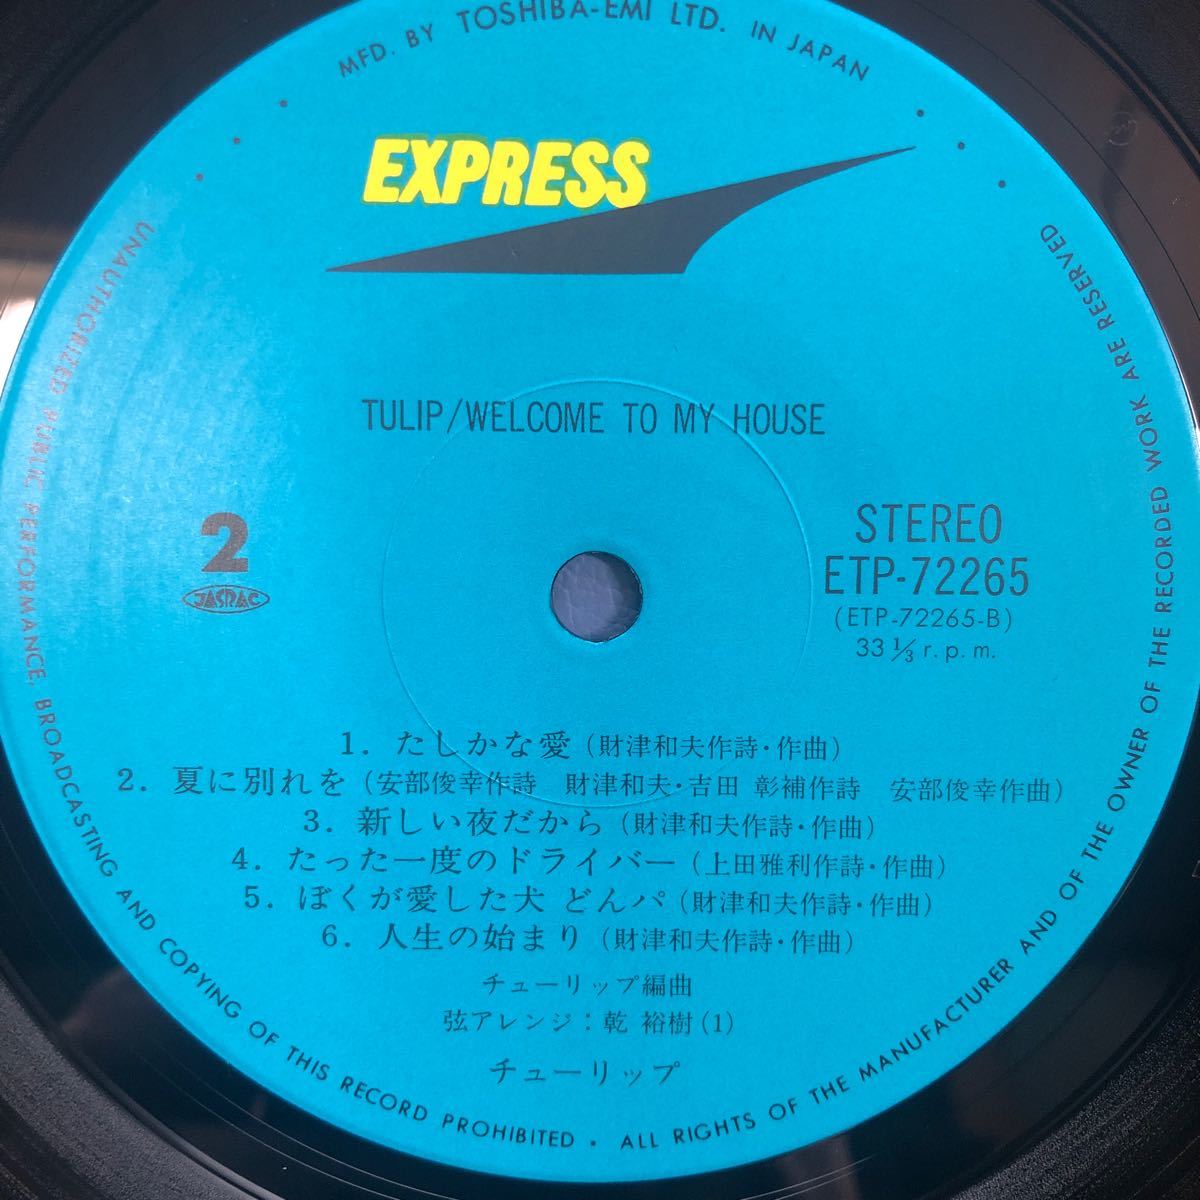 MFD. BY TOSHIBA-EMI LTD. IN JAPAN
EXPRESS
TULIP/WELCOME TO MY HOUSE
2
JASRAC
STEREO
ETP-72265
(ETP-72265-B)
33 1/3 r.p.m.
1. たしかな愛 (財津和夫作詩・作曲)
2. 夏に別れを (安部俊幸作詩 財津和夫・吉田 彰補作詩 安部俊幸作曲)
3. 新しい夜だから (財津和夫作詩・作曲)
4. たった一度のドライバー (上田雅利作詩・作曲)
5. ぼくが愛した犬 どんパ (財津和夫作詩・作曲)
6. 人生の始まり (財津和夫作詩・作曲)
チューリップ編曲
弦アレンジ: 乾 裕樹 (1)
チューリップ
UNAUTHORIZED PUBLIC PERFORMANCE, BROADCASTING AND COPYING OF THIS RECORD PROHIBITED • ALL RIGHTS OF THE MANUFACTURER AND OF THE OWNER OF THE RECORDED WORK ARE RESERVED